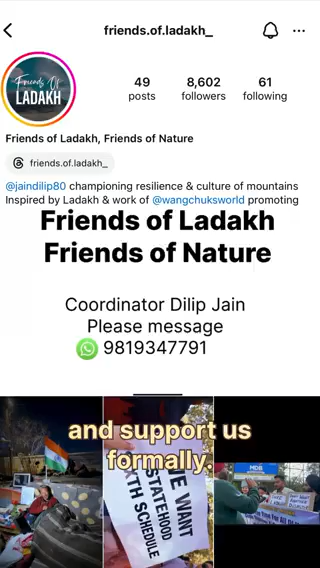 friends.of.ladakh_
Friends Of
LADAKH
49
posts
8,602
followers
61
following
Friends of Ladakh, Friends of Nature
friends.of.ladakh_
@jaindilip80 championing resilience & culture of mountains
Inspired by Ladakh & work of @wangchuksworld promoting
Friends of Ladakh
Friends of Nature
Coordinator Dilip Jain
Please message
9819347791
and support us
formally.
WE WANT
STATEHOOD
6TH SCHEDULE
MDB